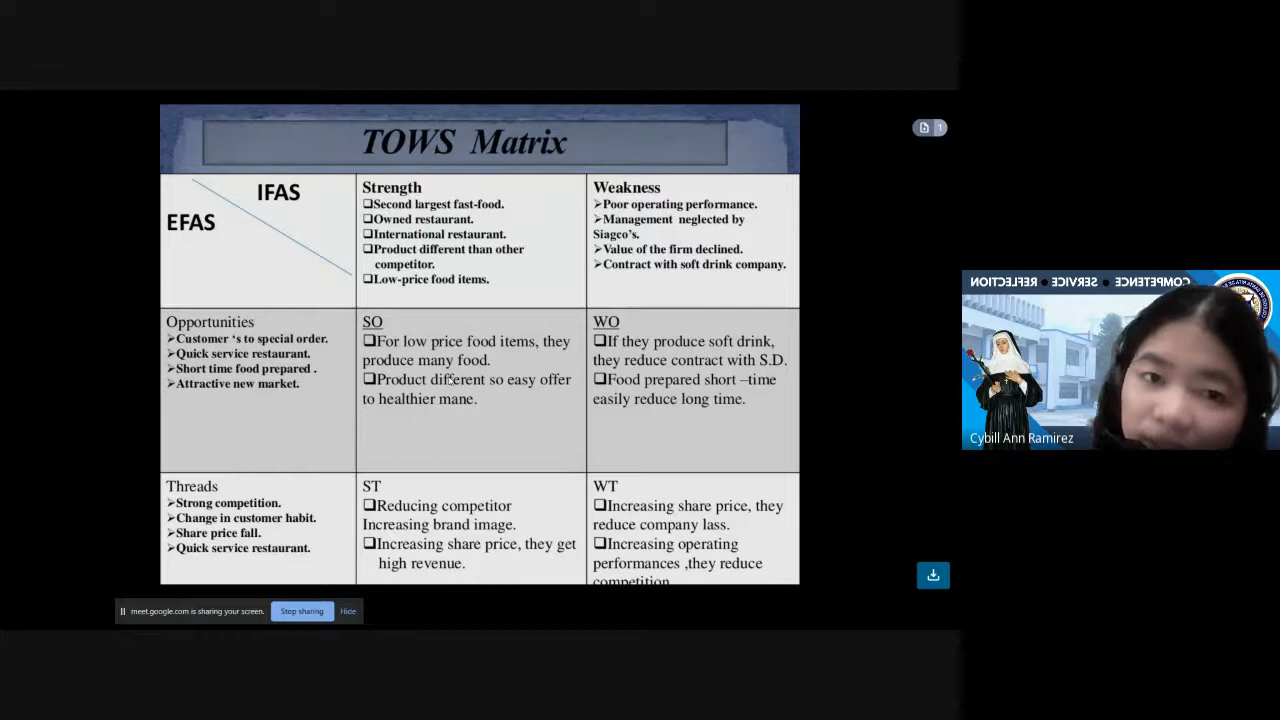 TOWS Matrix
IFAS
EFAS
Strength
❑Second largest fast-food.
❑Owned restaurant.
❑International restaurant.
❑Product different than other
competitor.
❑Low-price food items.
Weakness
➢Poor operating performance.
➢Management neglected by
Siagco's.
➢Value of the firm declined.
➢Contract with soft drink company.
Opportunities
➢Customer ‘s to special order.
➢Quick service restaurant.
➢Short time food prepared .
➢Attractive new market.
SO
❑For low price food items, they
produce many food.
❑Product different so easy offer
to healthier mane.
WO
❑If they produce soft drink,
they reduce contract with S.D.
❑Food prepared short –time
easily reduce long time.
Threads
➢Strong competition.
➢Change in customer habit.
➢Share price fall.
➢Quick service restaurant.
ST
❑Reducing competitor
Increasing brand image.
❑Increasing share price, they get
high revenue.
WT
❑Increasing share price, they
reduce company lass.
❑Increasing operating
performances ,they reduce
competition
1
COMPETENCE • SERVICE • REFLECTION
Cybill Ann Ramirez
meet.google.com is sharing your screen.
Stop sharing
Hide